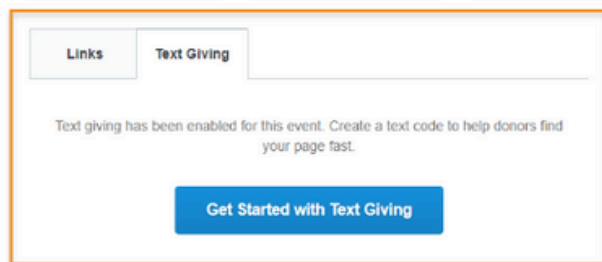 Links Text Giving
Text giving has been enabled for this event. Create a text code to help donors find
your page fast.
Get Started with Text Giving